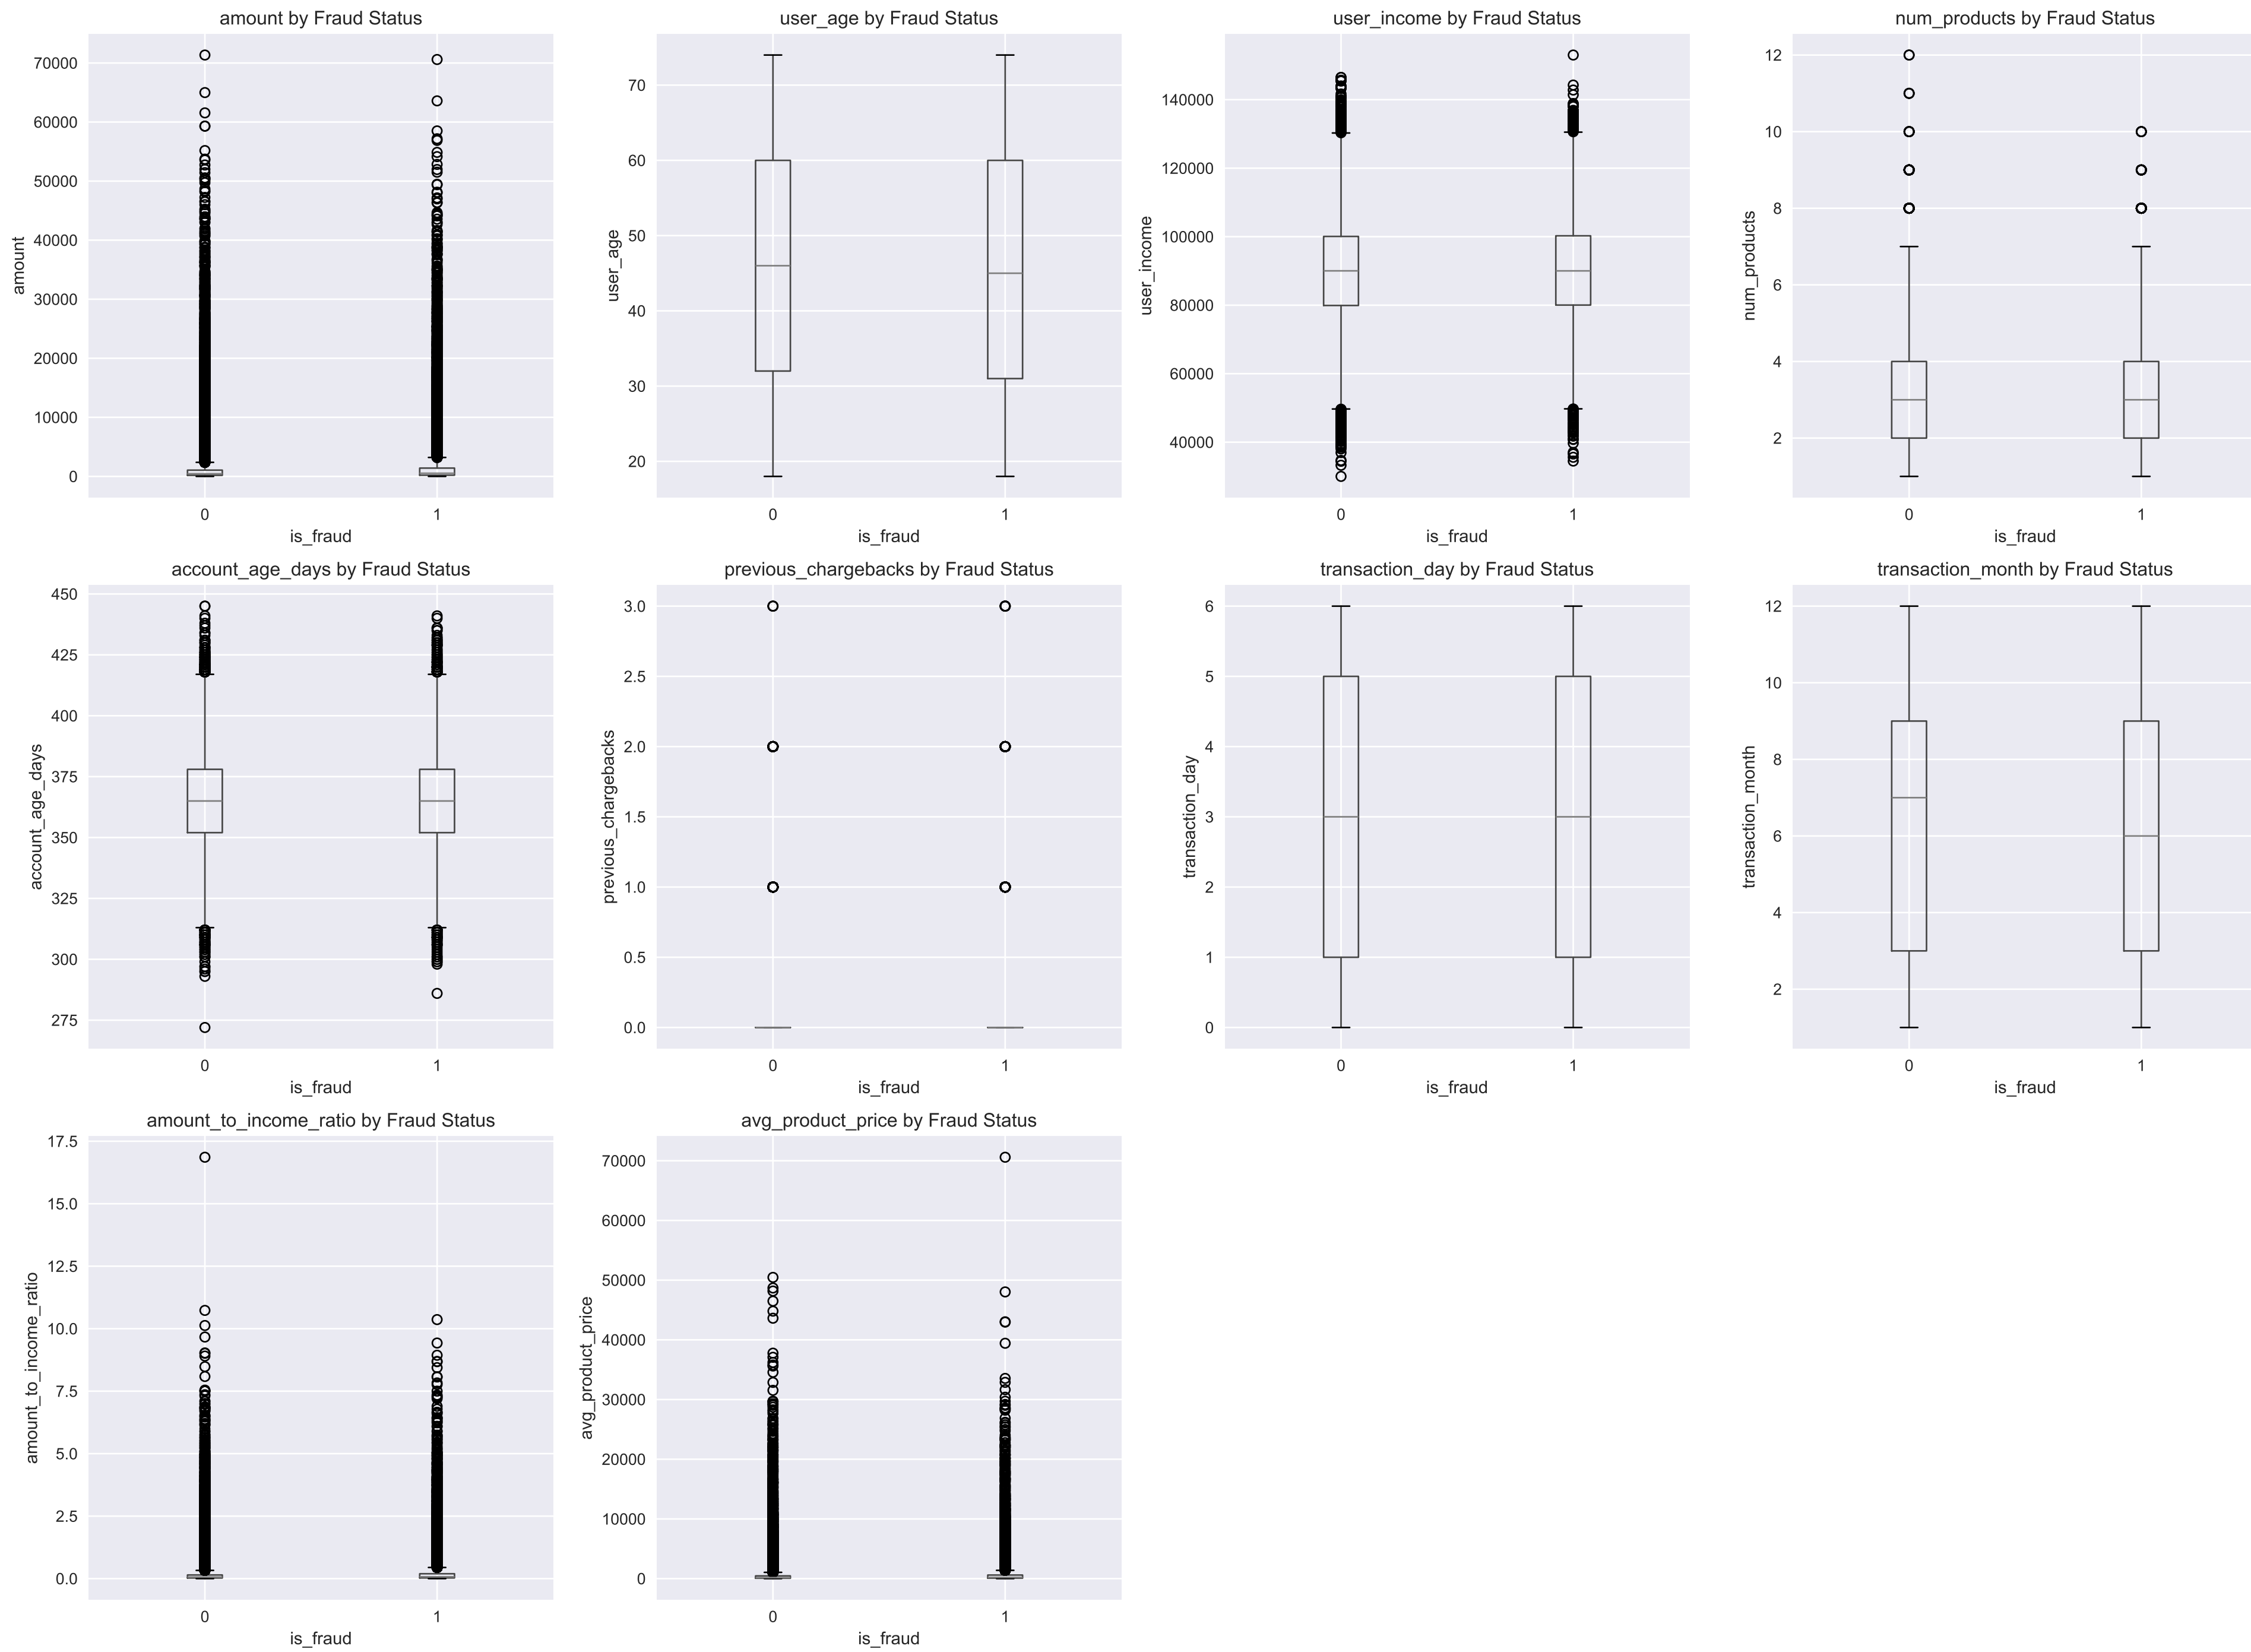 amount by Fraud Status
70000
60000
50000
40000
30000
20000
10000
0
amount
0 1
is_fraud
user_age by Fraud Status
70
60
50
40
30
20
user_age
0 1
is_fraud
user_income by Fraud Status
140000
120000
100000
80000
60000
40000
user_income
0 1
is_fraud
num_products by Fraud Status
12
10
8
6
4
2
num_products
0 1
is_fraud
account_age_days by Fraud Status
450
425
400
375
350
325
300
275
account_age_days
0 1
is_fraud
previous_chargebacks by Fraud Status
3.0
2.5
2.0
1.5
1.0
0.5
0.0
previous_chargebacks
0 1
is_fraud
transaction_day by Fraud Status
6
5
4
3
2
1
0
transaction_day
0 1
is_fraud
transaction_month by Fraud Status
12
10
8
6
4
2
transaction_month
0 1
is_fraud
amount_to_income_ratio by Fraud Status
17.5
15.0
12.5
10.0
7.5
5.0
2.5
0.0
amount_to_income_ratio
0 1
is_fraud
avg_product_price by Fraud Status
70000
60000
50000
40000
30000
20000
10000
0
avg_product_price
0 1
is_fraud